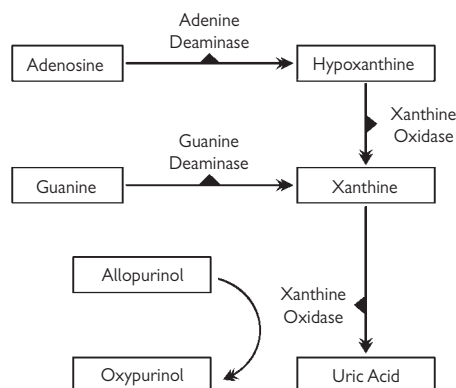 Adenine
Deaminase
Adenosine
Hypoxanthine
Xanthine
Oxidase
Guanine
Deaminase
Guanine
Xanthine
Allopurinol
Xanthine
Oxidase
Oxypurinol
Uric Acid